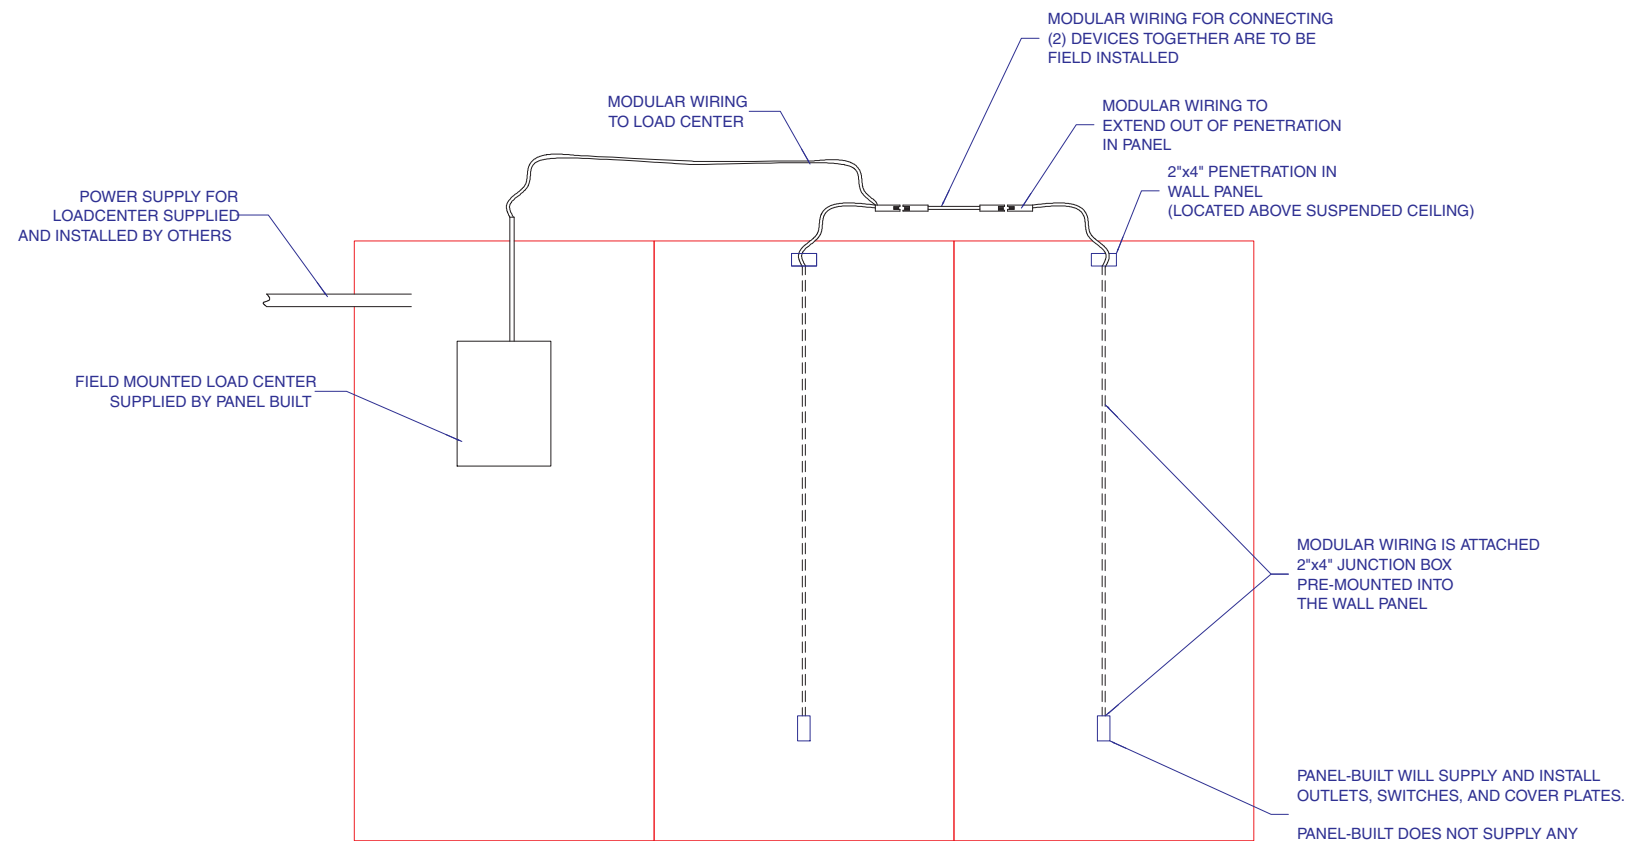 MODULAR WIRING FOR CONNECTING
(2) DEVICES TOGETHER ARE TO BE
FIELD INSTALLED
MODULAR WIRING
TO LOAD CENTER
MODULAR WIRING TO
EXTEND OUT OF PENETRATION
IN PANEL
2"x4" PENETRATION IN
WALL PANEL
(LOCATED ABOVE SUSPENDED CEILING)
POWER SUPPLY FOR
LOADCENTER SUPPLIED
AND INSTALLED BY OTHERS
FIELD MOUNTED LOAD CENTER
SUPPLIED BY PANEL BUILT
MODULAR WIRING IS ATTACHED
2"x4" JUNCTION BOX
PRE-MOUNTED INTO
THE WALL PANEL
PANEL-BUILT WILL SUPPLY AND INSTALL
OUTLETS, SWITCHES, AND COVER PLATES.
PANEL-BUILT DOES NOT SUPPLY ANY